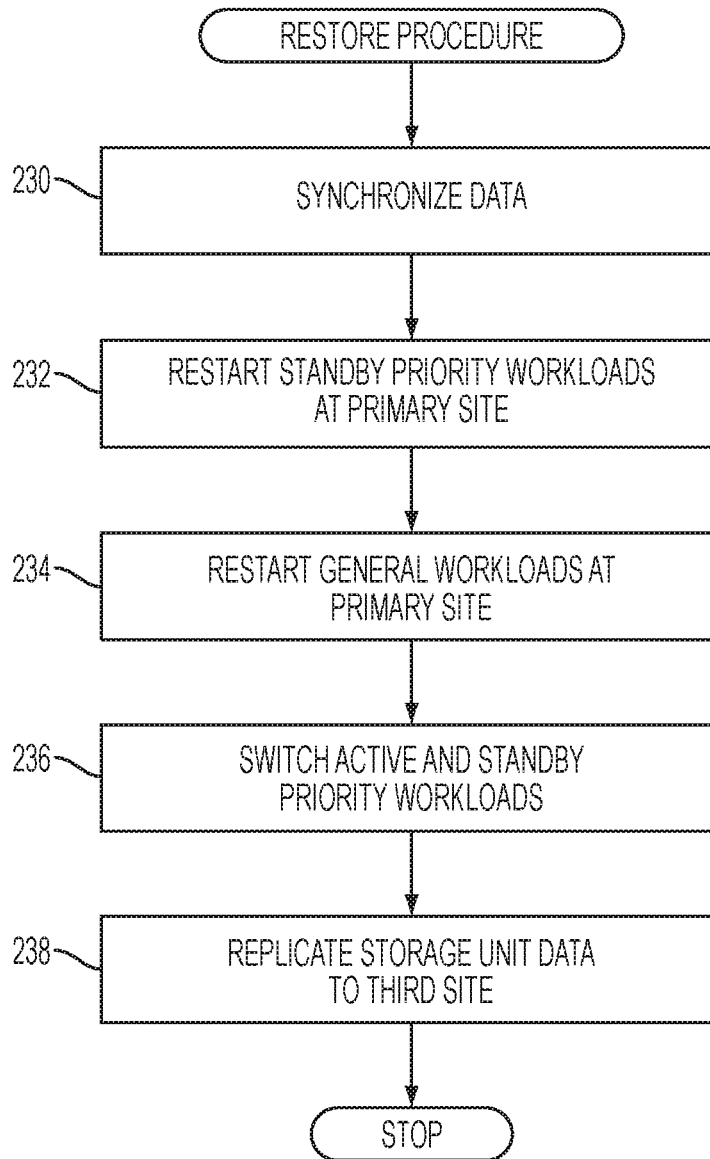 RESTORE PROCEDURE
230
SYNCHRONIZE DATA
232
RESTART STANDBY PRIORITY WORKLOADS
AT PRIMARY SITE
234
RESTART GENERAL WORKLOADS AT
PRIMARY SITE
236
SWITCH ACTIVE AND STANDBY
PRIORITY WORKLOADS
238
REPLICATE STORAGE UNIT DATA
TO THIRD SITE
STOP